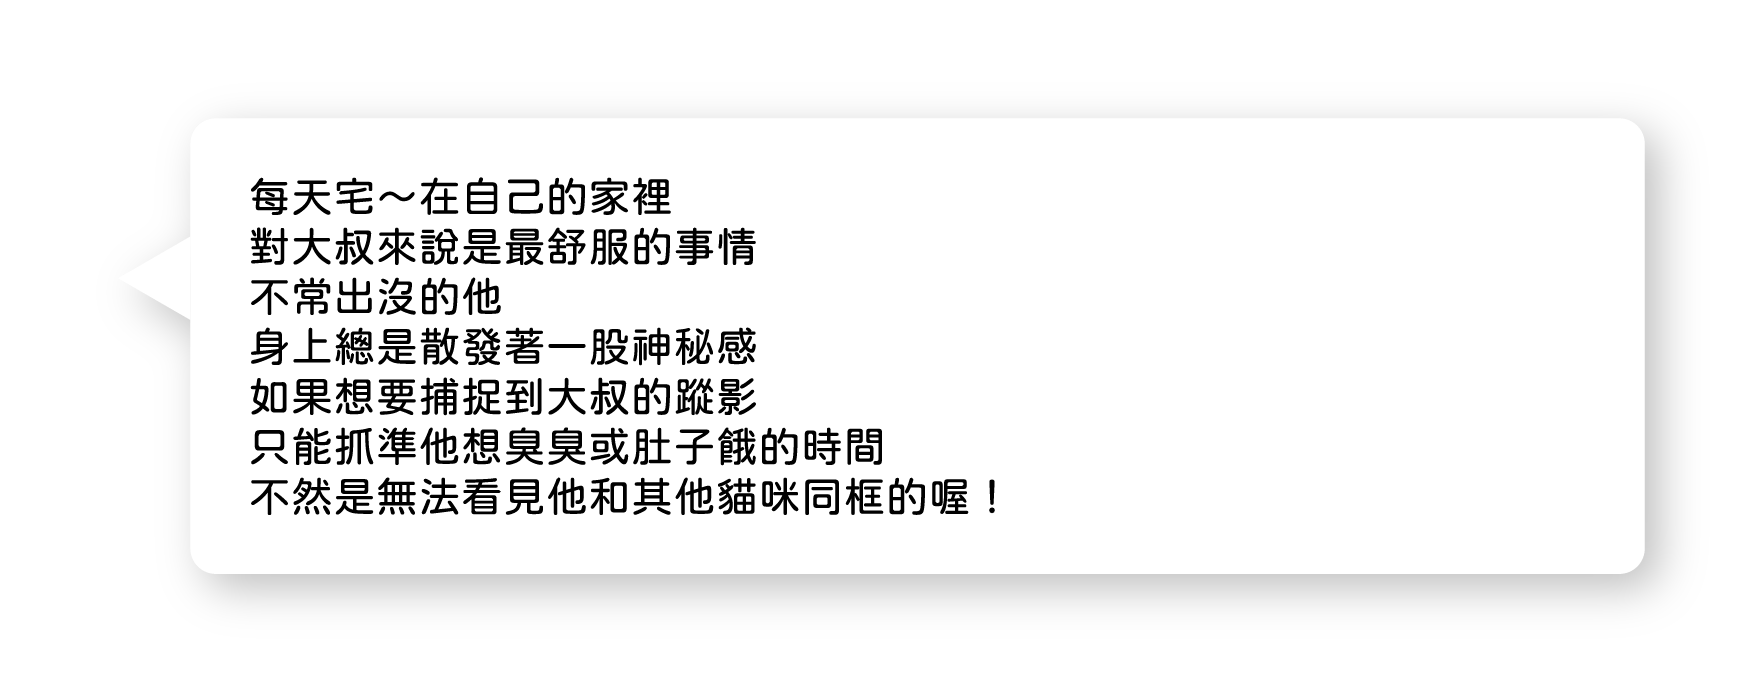 每天宅～在自己的家裡
對大叔來說是最舒服的事情
不常出沒的他
身上總是散發著一股神秘感
如果想要捕捉到大叔的蹤影
只能抓準他想臭臭或肚子餓的時間
不然是無法看見他和其他貓咪同框的喔！